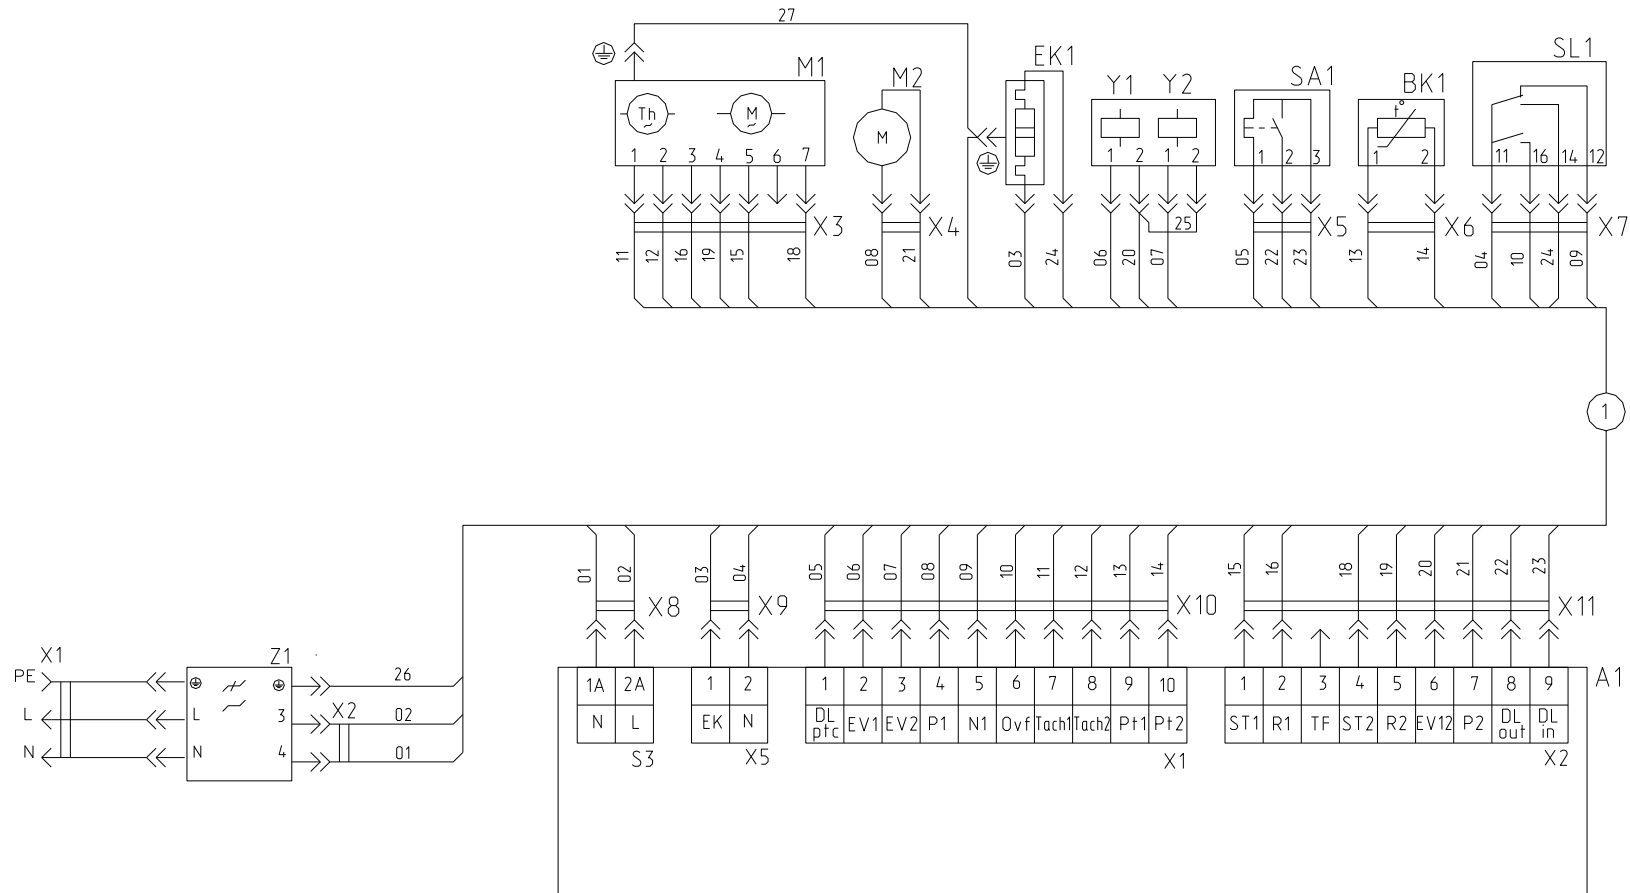 27
M1
M2
EK1
Y1 Y2
SA1
BK1
SL1
Th
M
M
t°
1 2 3 4 5 6 7
1 2 1 2
1 2 3
1 2
11 16 14 12
X3
X4
25
X5
X6
X7
11 12 16 19 15 18
08 21
03 24
06 20 07
05 22 23
13 14
04 10 24 09
1
01 02
03 04
05 06 07 08 09 10 11 12 13 14
15 16 18 19 20 21 22 23
X8
X9
X10
X11
X1
Z1
PE
26
L L 3 X2 02
N N 4 01
A1
1A 2A
N L
S3
1 2
EK N
X5
1 2 3 4 5 6 7 8 9 10
DL ptc EV1 EV2 P1 N1 Ovf Tach1 Tach2 Pt1 Pt2
X1
1 2 3 4 5 6 7 8 9
ST1 R1 TF ST2 R2 EV12 P2 DL out DL in
X2